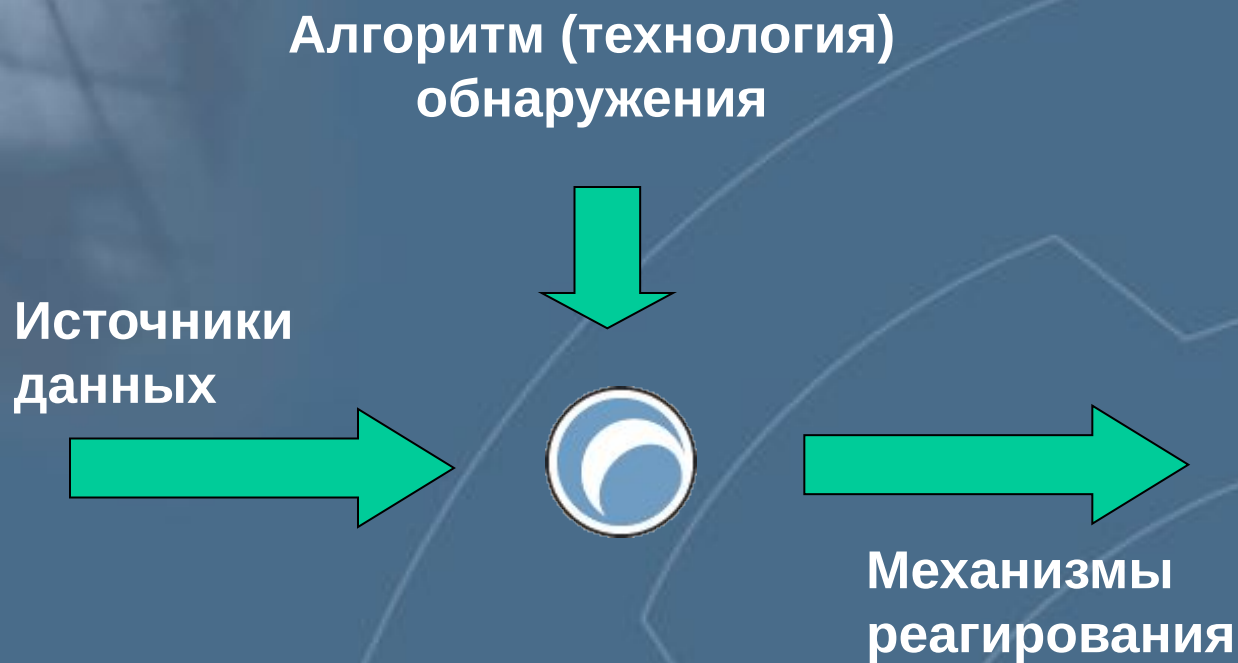 Алгоритм (технология)
обнаружения
Источники
данных
Механизмы
реагирования